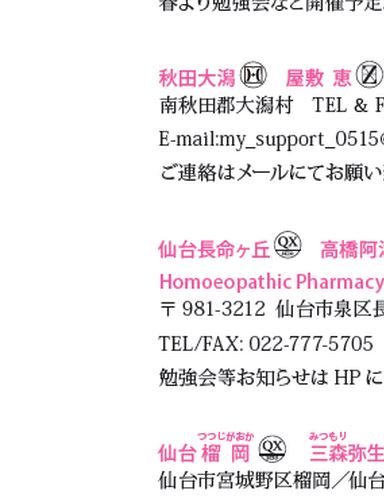 春より勉強会など開催予定
秋田大潟 H 屋敷 恵 Z
南秋田郡大潟村 TEL & F
E-mail:my_support_0515@
ご連絡はメールにてお願い
仙台長命ヶ丘 QX 高橋阿
Homoeopathic Pharmacy
〒981-3212 仙台市泉区長
TEL/FAX: 022-777-5705
勉強会等お知らせは HP に
つつじがおか みつもり
仙台 榴岡 QX 三森弥生
仙台市宮城野区榴岡／仙台